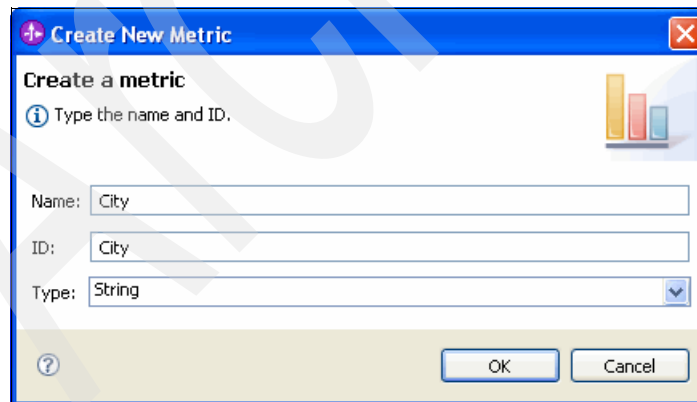 Create New Metric
Create a metric
Type the name and ID.
Name: City
ID: City
Type: String
OK Cancel